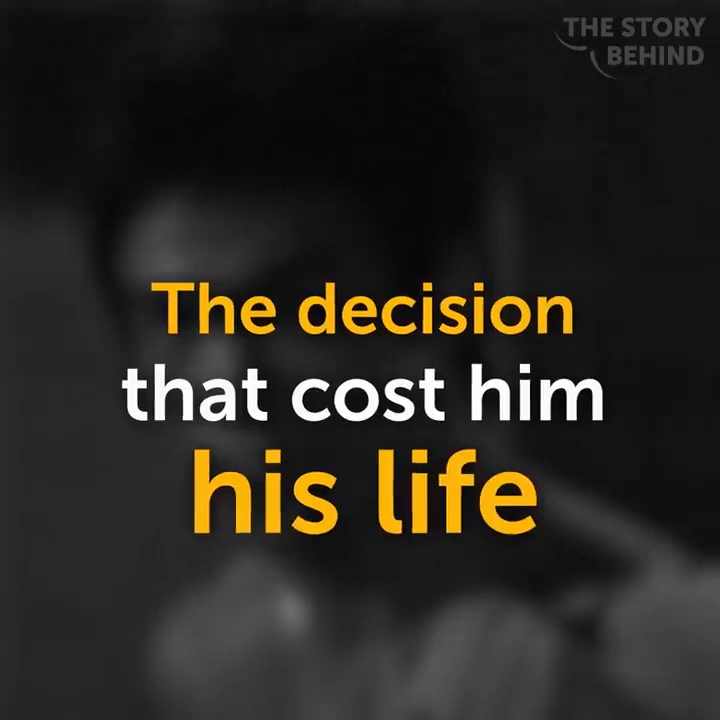 THE STORY
BEHIND
The decision
that cost him
his life